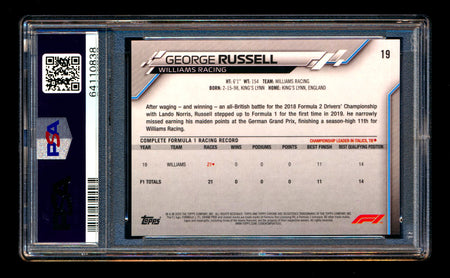 PSA
64110838
GEORGE RUSSELL
19
WILLIAMS RACING
HT: 6'1" WT: 154 TEAM: WILLIAMS RACING
BORN: 2-15-98, KING'S LYNN HOME: KING'S LYNN, ENGLAND
After waging – and winning – an all-British battle for the 2018 Formula 2 Drivers' Championship
with Lando Norris, Russell stepped up to Formula 1 for the first time in 2019. He narrowly
missed earning his maiden points at the German Grand Prix, finishing a season-high 11th for
Williams Racing.
COMPLETE FORMULA 1 RACING RECORD
CHAMPIONSHIP LEADER IN ITALICS, TIE
YEAR TEAM RACES WINS PODIUMS POINTS BEST FINISH BEST QUALIFYING POSITION
19 WILLIAMS 21 0 0 0 11 14
F1 TOTALS 21 0 0 0 11 14
Topps
F1